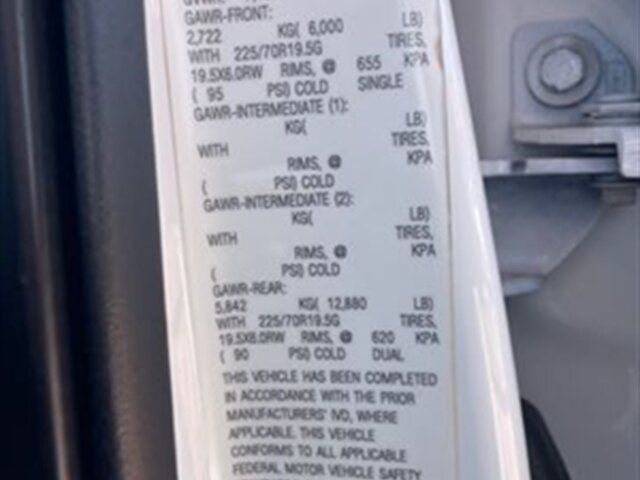 GAWR-FRONT:
2,722 KG( 6,000 LB)
WITH 225/70R19.5G TIRES,
19.5X6.0RW RIMS, @ 655 KPA
( 95 PSI) COLD SINGLE
GAWR-INTERMEDIATE (1):
KG( LB)
WITH TIRES,
RIMS, @ KPA
( PSI) COLD
GAWR-INTERMEDIATE (2):
KG( LB)
WITH TIRES,
RIMS, @ KPA
( PSI) COLD
GAWR-REAR:
5,842 KG( 12,880 LB)
WITH 225/70R19.5G TIRES,
19.5X6.0RW RIMS, @ 620 KPA
( 90 PSI) COLD DUAL
THIS VEHICLE HAS BEEN COMPLETED
IN ACCORDANCE WITH THE PRIOR
MANUFACTURERS' IVD, WHERE
APPLICABLE. THIS VEHICLE
CONFORMS TO ALL APPLICABLE
FEDERAL MOTOR VEHICLE SAFETY